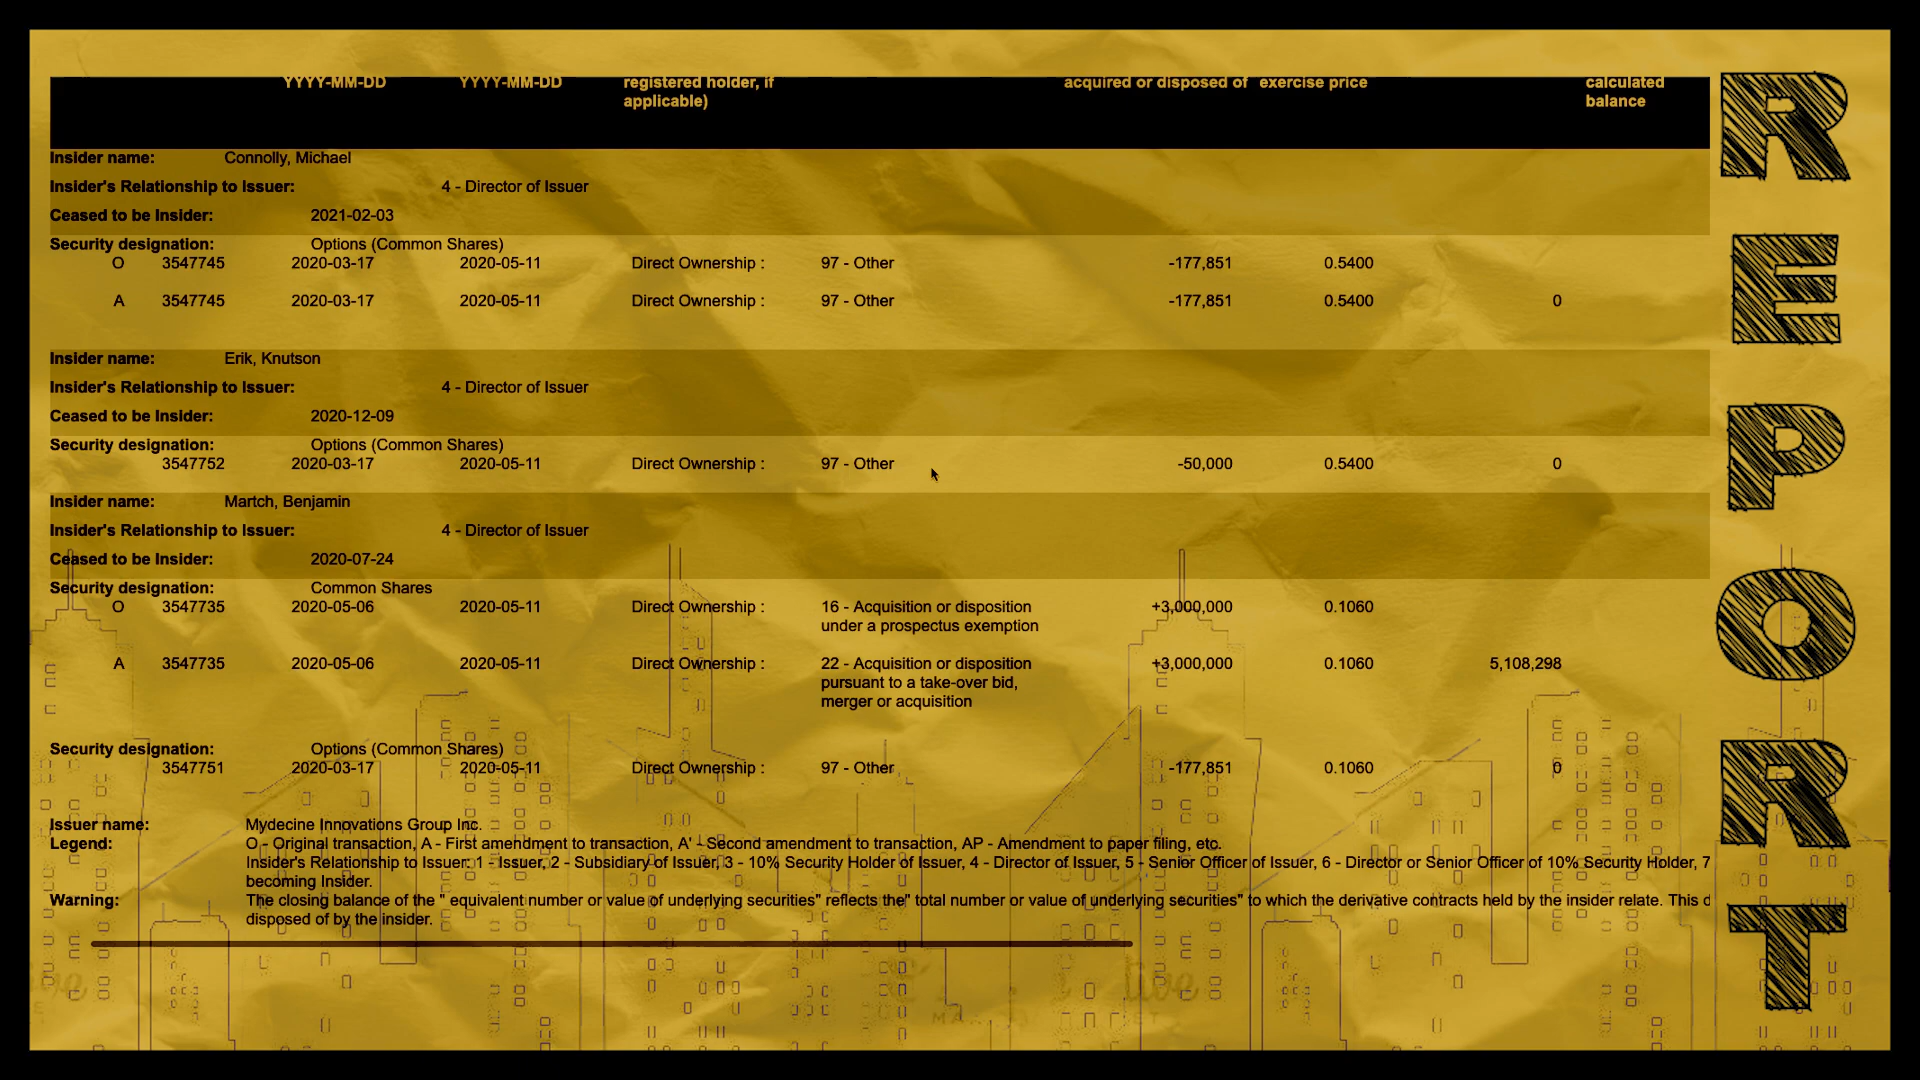 YYYY-MM-DD YYYY-MM-DD registered holder, if acquired or disposed of exercise price calculated
applicable) balance
Insider name: Connolly, Michael
Insider's Relationship to Issuer: 4 - Director of Issuer
Ceased to be Insider: 2021-02-03
Security designation: Options (Common Shares)
O 3547745 2020-03-17 2020-05-11 Direct Ownership : 97 - Other -177,851 0.5400
A 3547745 2020-03-17 2020-05-11 Direct Ownership : 97 - Other -177,851 0.5400 0
Insider name: Erik, Knutson
Insider's Relationship to Issuer: 4 - Director of Issuer
Ceased to be Insider: 2020-12-09
Security designation: Options (Common Shares)
3547752 2020-03-17 2020-05-11 Direct Ownership : 97 - Other -50,000 0.5400 0
Insider name: Martch, Benjamin
Insider's Relationship to Issuer: 4 - Director of Issuer
Ceased to be Insider: 2020-07-24
Security designation: Common Shares
O 3547735 2020-05-06 2020-05-11 Direct Ownership : 16 - Acquisition or disposition +3,000,000 0.1060
under a prospectus exemption
A 3547735 2020-05-06 2020-05-11 Direct Ownership : 22 - Acquisition or disposition +3,000,000 0.1060 5,108,298
pursuant to a take-over bid,
merger or acquisition
Security designation: Options (Common Shares)
3547751 2020-03-17 2020-05-11 Direct Ownership : 97 - Other -177,851 0.1060 0
Issuer name: Mydecine Innovations Group Inc.
Legend: O - Original transaction, A - First amendment to transaction, A' - Second amendment to transaction, AP - Amendment to paper filing, etc.
Insider's Relationship to Issuer: 1 - Issuer, 2 - Subsidiary of Issuer, 3 - 10% Security Holder of Issuer, 4 - Director of Issuer, 5 - Senior Officer of Issuer, 6 - Director or Senior Officer of 10% Security Holder, 7
becoming Insider.
Warning: The closing balance of the " equivalent number or value of underlying securities" reflects the" total number or value of underlying securities" to which the derivative contracts held by the insider relate. This
disposed of by the insider.
live
REPORT